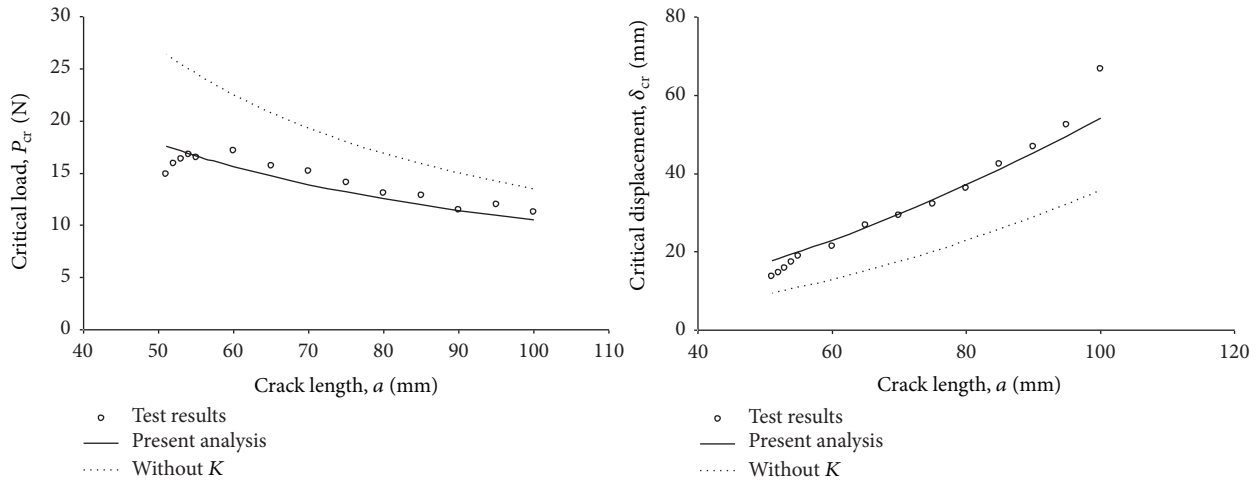 30
25
20
15
10
5
0
Critical load, P_cr (N)
40 50 60 70 80 90 100 110
Crack length, a (mm)
Test results
Present analysis
Without K
80
60
40
20
0
Critical displacement, δ_cr (mm)
40 60 80 100 120
Crack length, a (mm)
Test results
Present analysis
Without K